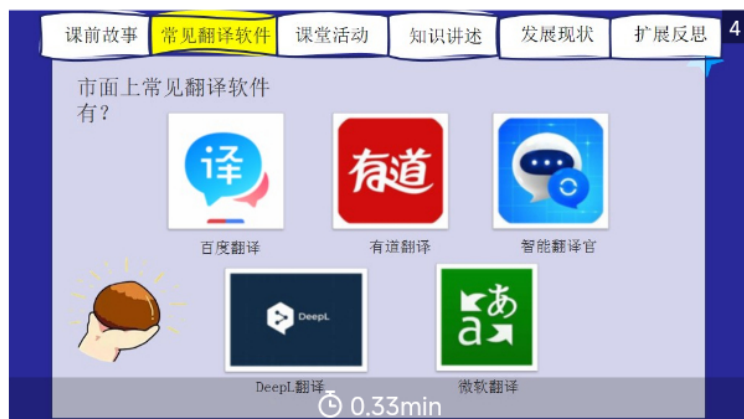 课前故事 常见翻译软件 课堂活动 知识讲述 发展现状 扩展反思 4
市面上常见翻译软件
有?
译
有道
百度翻译 有道翻译 智能翻译官
DeepL
あ
a
DeepL翻译 微软翻译
0.33min